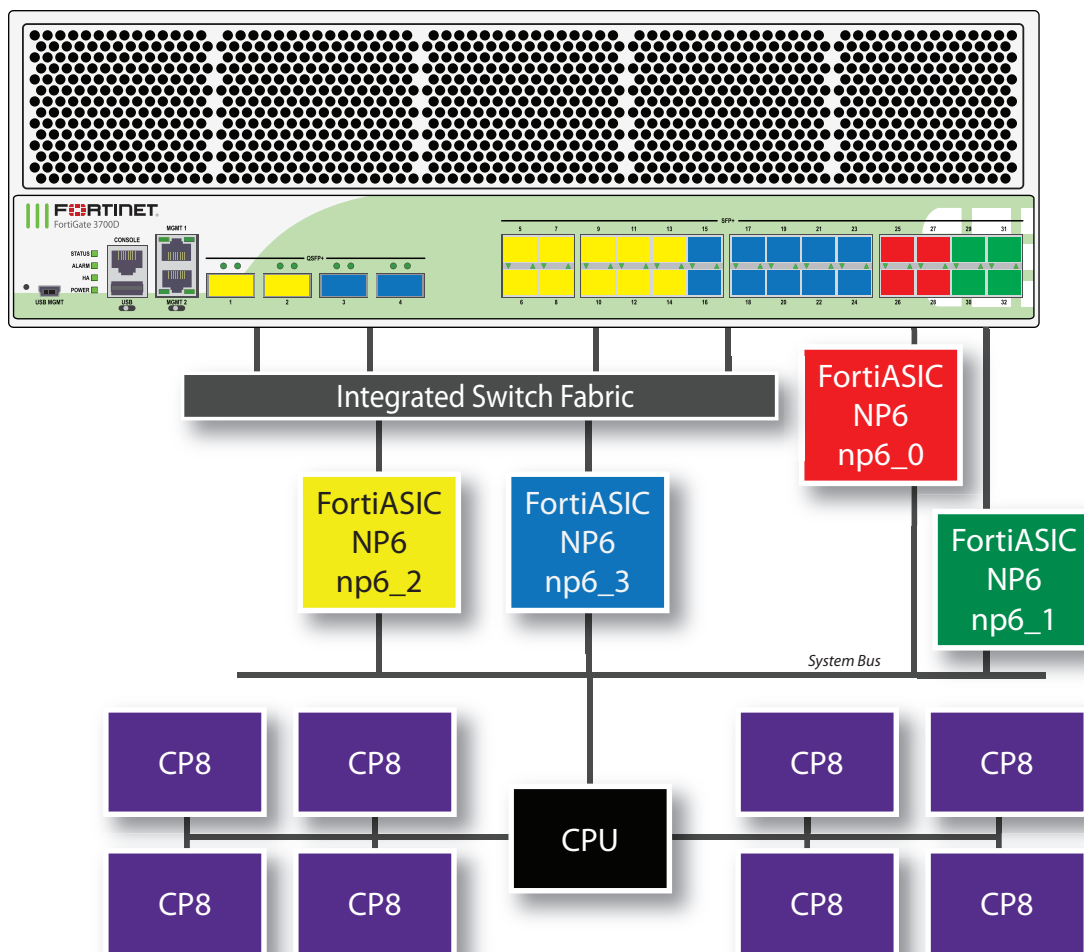 FORTINET
FortiGate 3700D
STATUS
ALARM
HA
POWER
USB MGMT
CONSOLE
USB
MGMT 1
MGMT 2
QSFP+
1 2 3 4
SFP+
5 7 9 11 13 15 17 19 21 23 25 27 29 31
6 8 10 12 14 16 18 20 22 24 26 28 30 32
Integrated Switch Fabric
FortiASIC
NP6
np6_0
FortiASIC
NP6
np6_2
FortiASIC
NP6
np6_3
FortiASIC
NP6
np6_1
System Bus
CP8 CP8 CP8 CP8
CPU
CP8 CP8 CP8 CP8